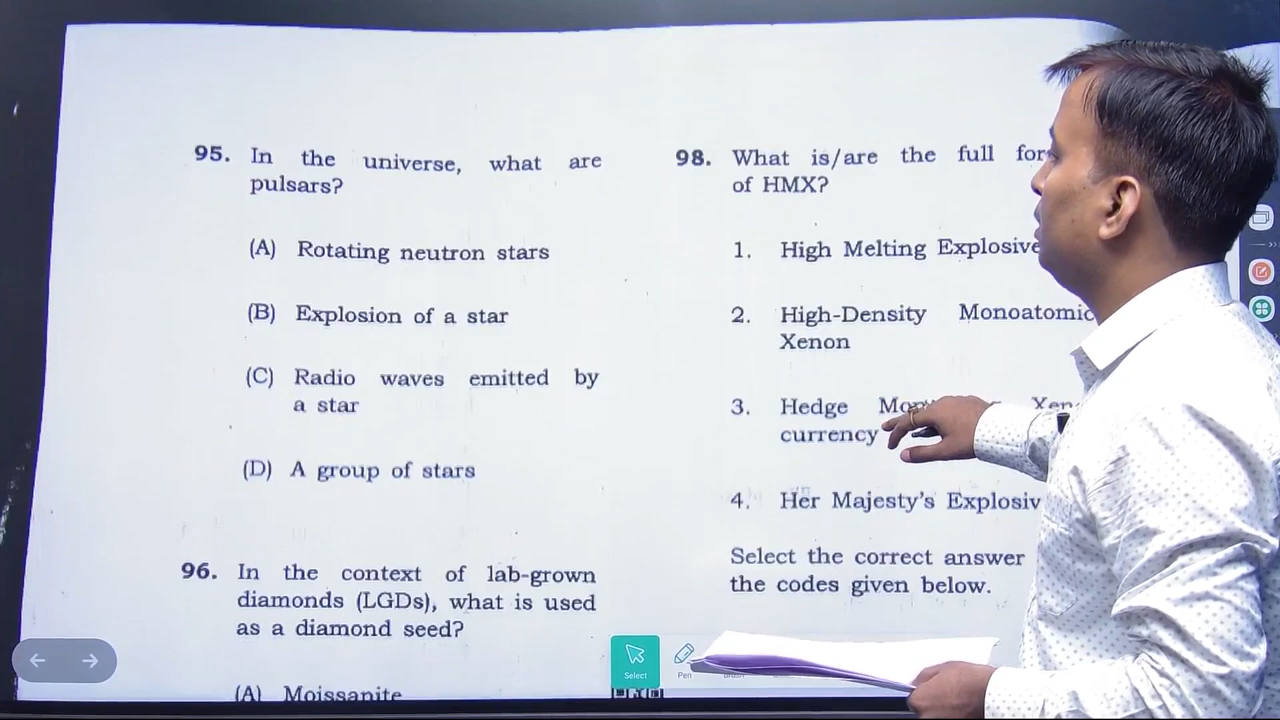 95. In the universe, what are
pulsars?
(A) Rotating neutron stars
(B) Explosion of a star
(C) Radio waves emitted by
a star
(D) A group of stars
96. In the context of lab-grown
diamonds (LGDs), what is used
as a diamond seed?
(A) Moissanite
98. What is/are the full
of HMX?
1. High Melting Explosive
2. High-Density Monoatomic
Xenon
3. Hedge
currency
4. Her Majesty's
Select the correct answer
the codes given below.
Select
Pen